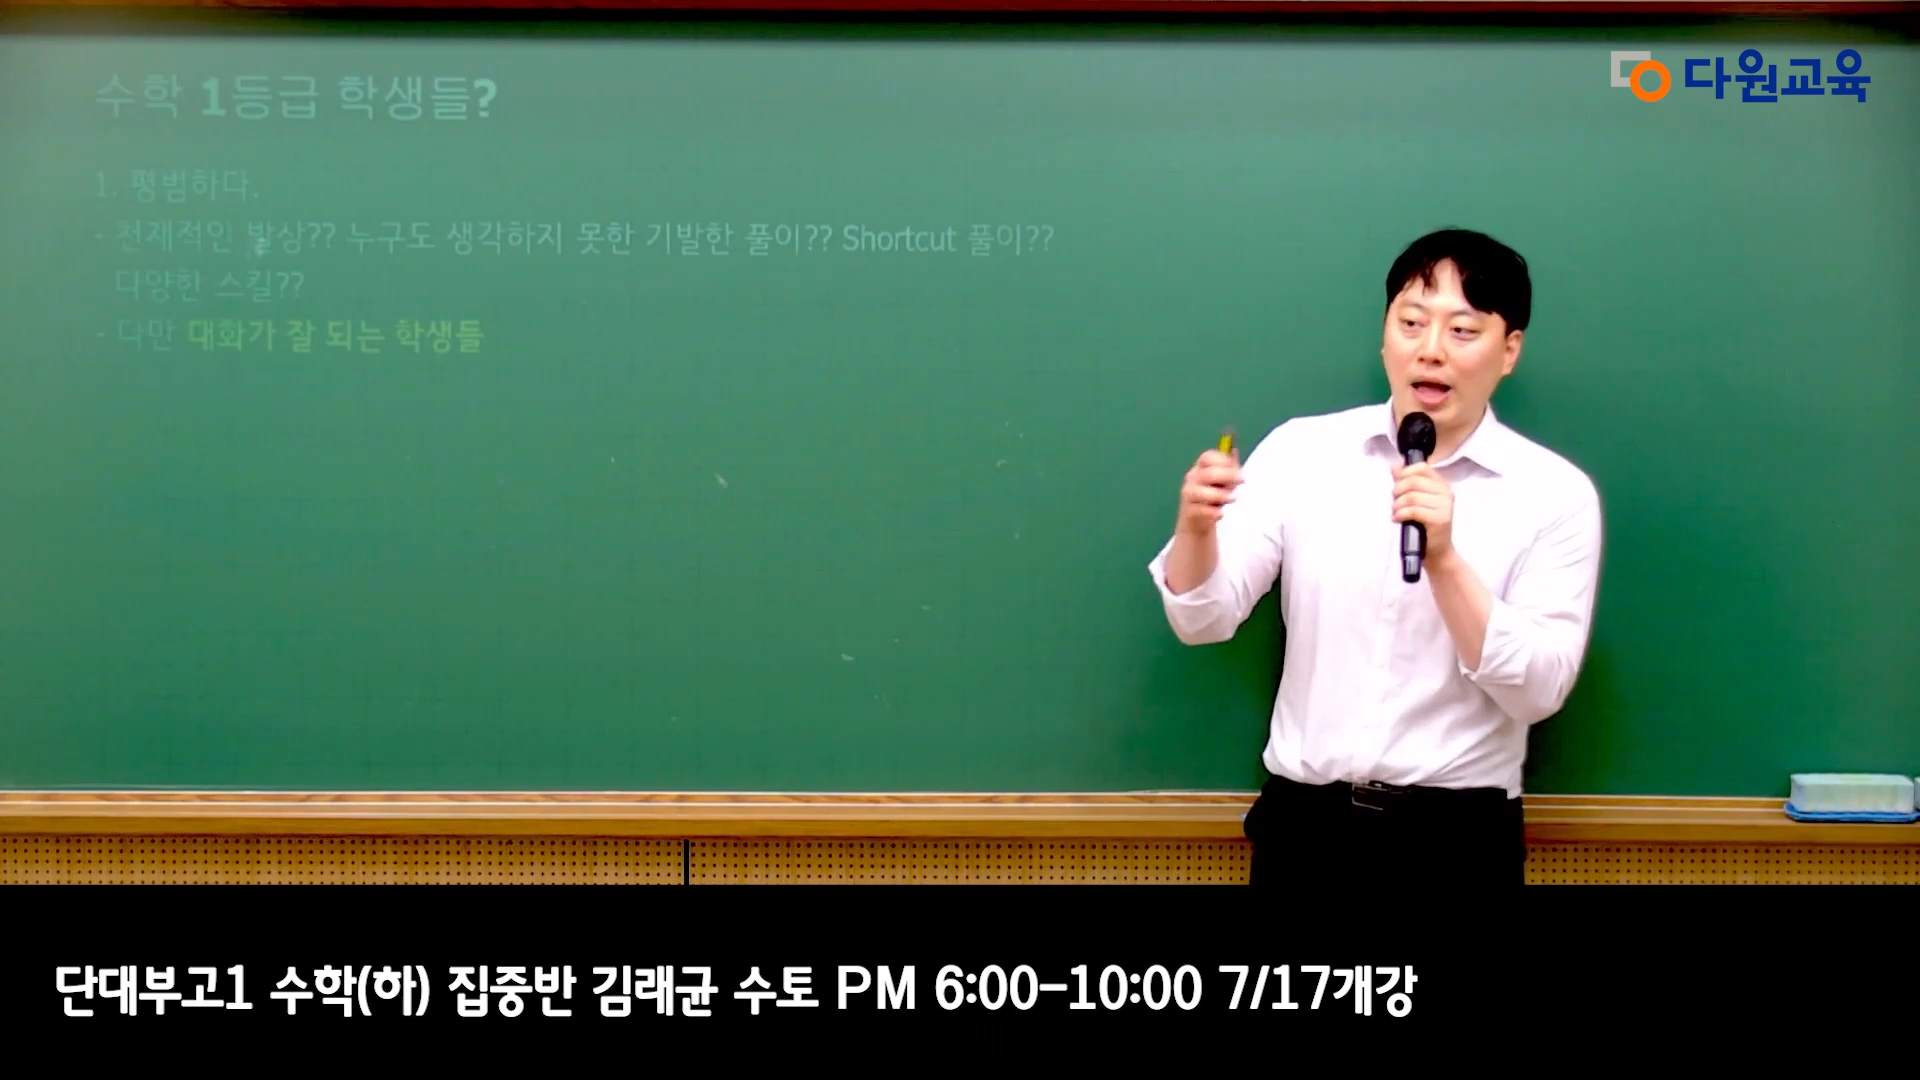 다원교육
수학 1등급 학생들?
1. 평범하다.
- 천재적인 발상?? 누구도 생각하지 못한 기발한 풀이?? Shortcut 풀이??
다양한 스킬??
- 다만 대화가 잘 되는 학생들
단대부고1 수학(하) 집중반 김래균 수토 PM 6:00-10:00 7/17개강